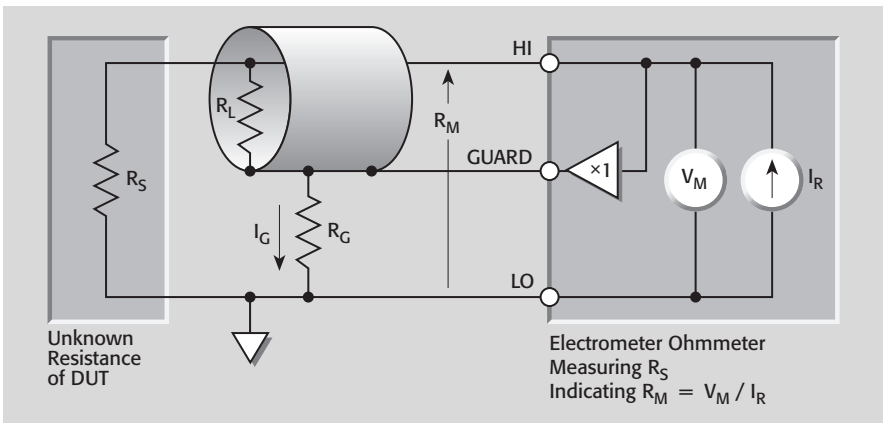 HI
R_L
R_M
GUARD
×1
V_M
I_R
R_S
I_G
R_G
LO
Unknown
Resistance
of DUT
Electrometer Ohmmeter
Measuring R_S
Indicating R_M = V_M / I_R